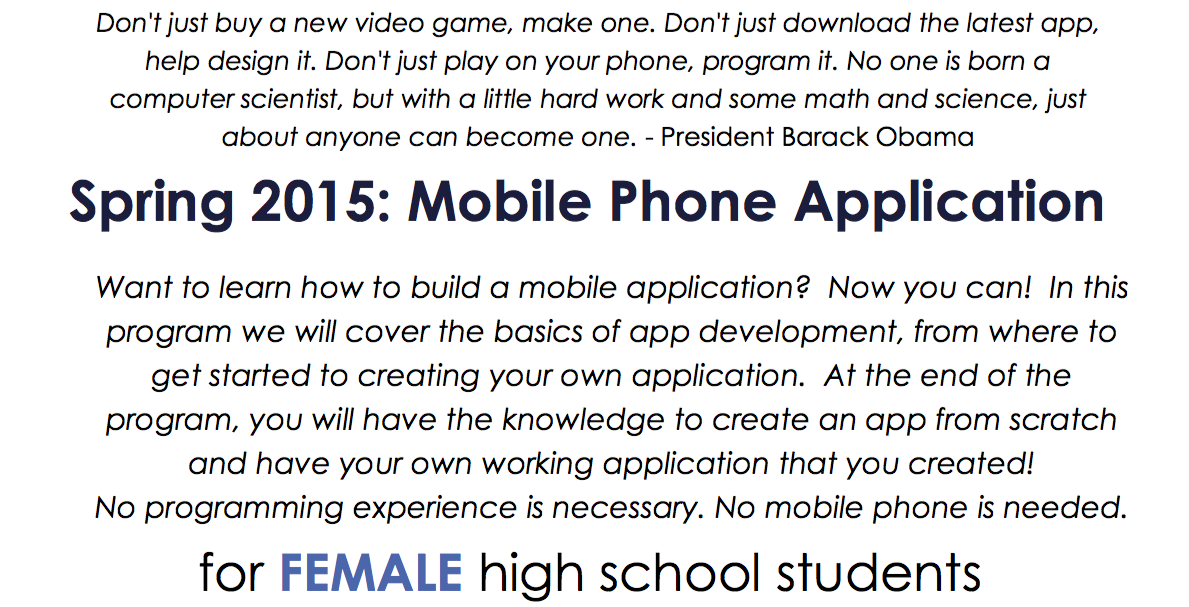 Don't just buy a new video game, make one. Don't just download the latest app,
help design it. Don't just play on your phone, program it. No one is born a
computer scientist, but with a little hard work and some math and science, just
about anyone can become one. - President Barack Obama
Spring 2015: Mobile Phone Application
Want to learn how to build a mobile application?  Now you can!  In this
program we will cover the basics of app development, from where to
get started to creating your own application.  At the end of the
program, you will have the knowledge to create an app from scratch
and have your own working application that you created!
No programming experience is necessary. No mobile phone is needed.
for FEMALE high school students